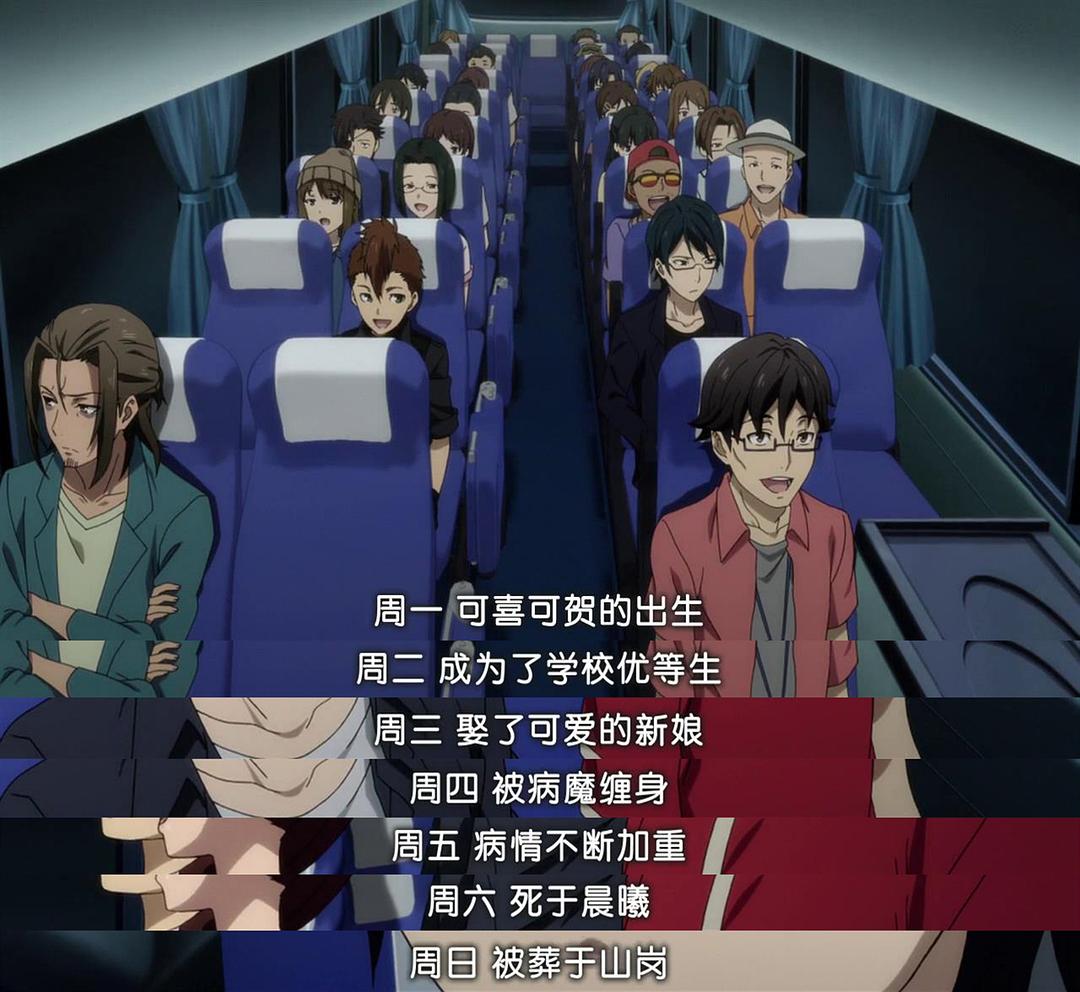 周一 可喜可贺的出生
周二 成为了学校优等生
周三 娶了可爱的新娘
周四 被病魔缠身
周五 病情不断加重
周六 死于晨曦
周日 被葬于山岗